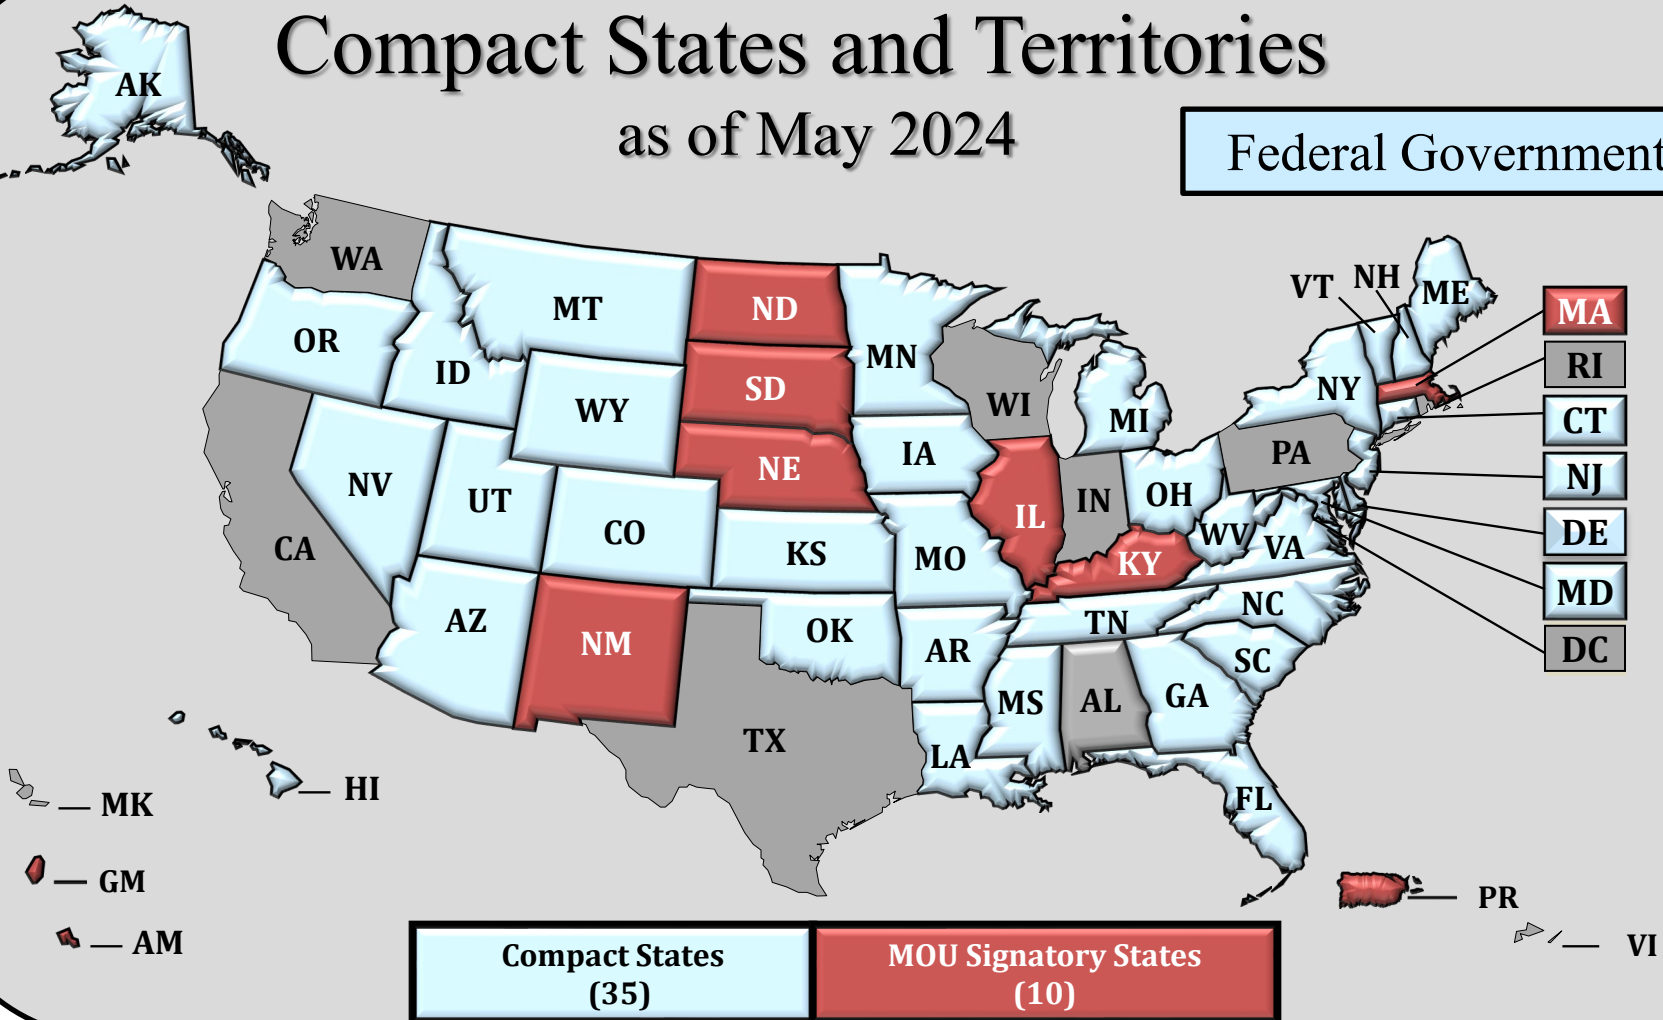 Compact States and Territories
as of May 2024
Federal Government
AK
WA
MT
ND
MN
VT
NH
ME
MA
OR
ID
SD
WI
MI
NY
RI
WY
NE
IA
PA
CT
NV
UT
CO
KS
MO
IL
IN
OH
WV
VA
NJ
DE
CA
KY
MD
AZ
NM
OK
AR
TN
NC
DC
SC
MS
AL
GA
TX
LA
FL
HI
MK
GM
AM
PR
VI
Compact States
(35)
MOU Signatory States
(10)